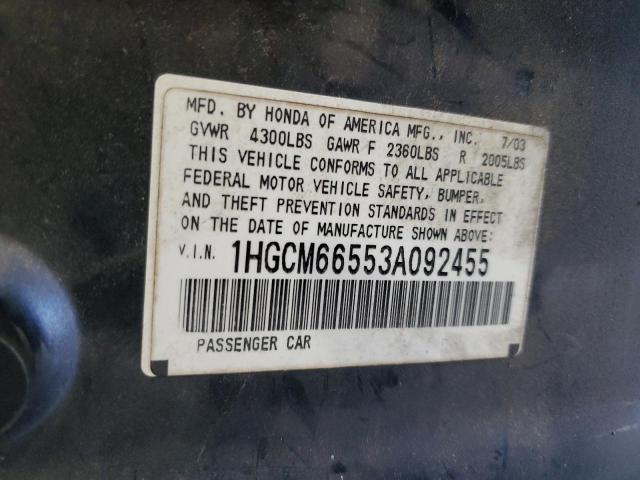 MFD. BY HONDA OF AMERICA MFG., INC. 7/03
GVWR 4300LBS GAWR F 2360LBS R 2005LBS
THIS VEHICLE CONFORMS TO ALL APPLICABLE
FEDERAL MOTOR VEHICLE SAFETY, BUMPER,
AND THEFT PREVENTION STANDARDS IN EFFECT
ON THE DATE OF MANUFACTURE SHOWN ABOVE:
V.I.N. 1HGCM66553A092455
PASSENGER CAR